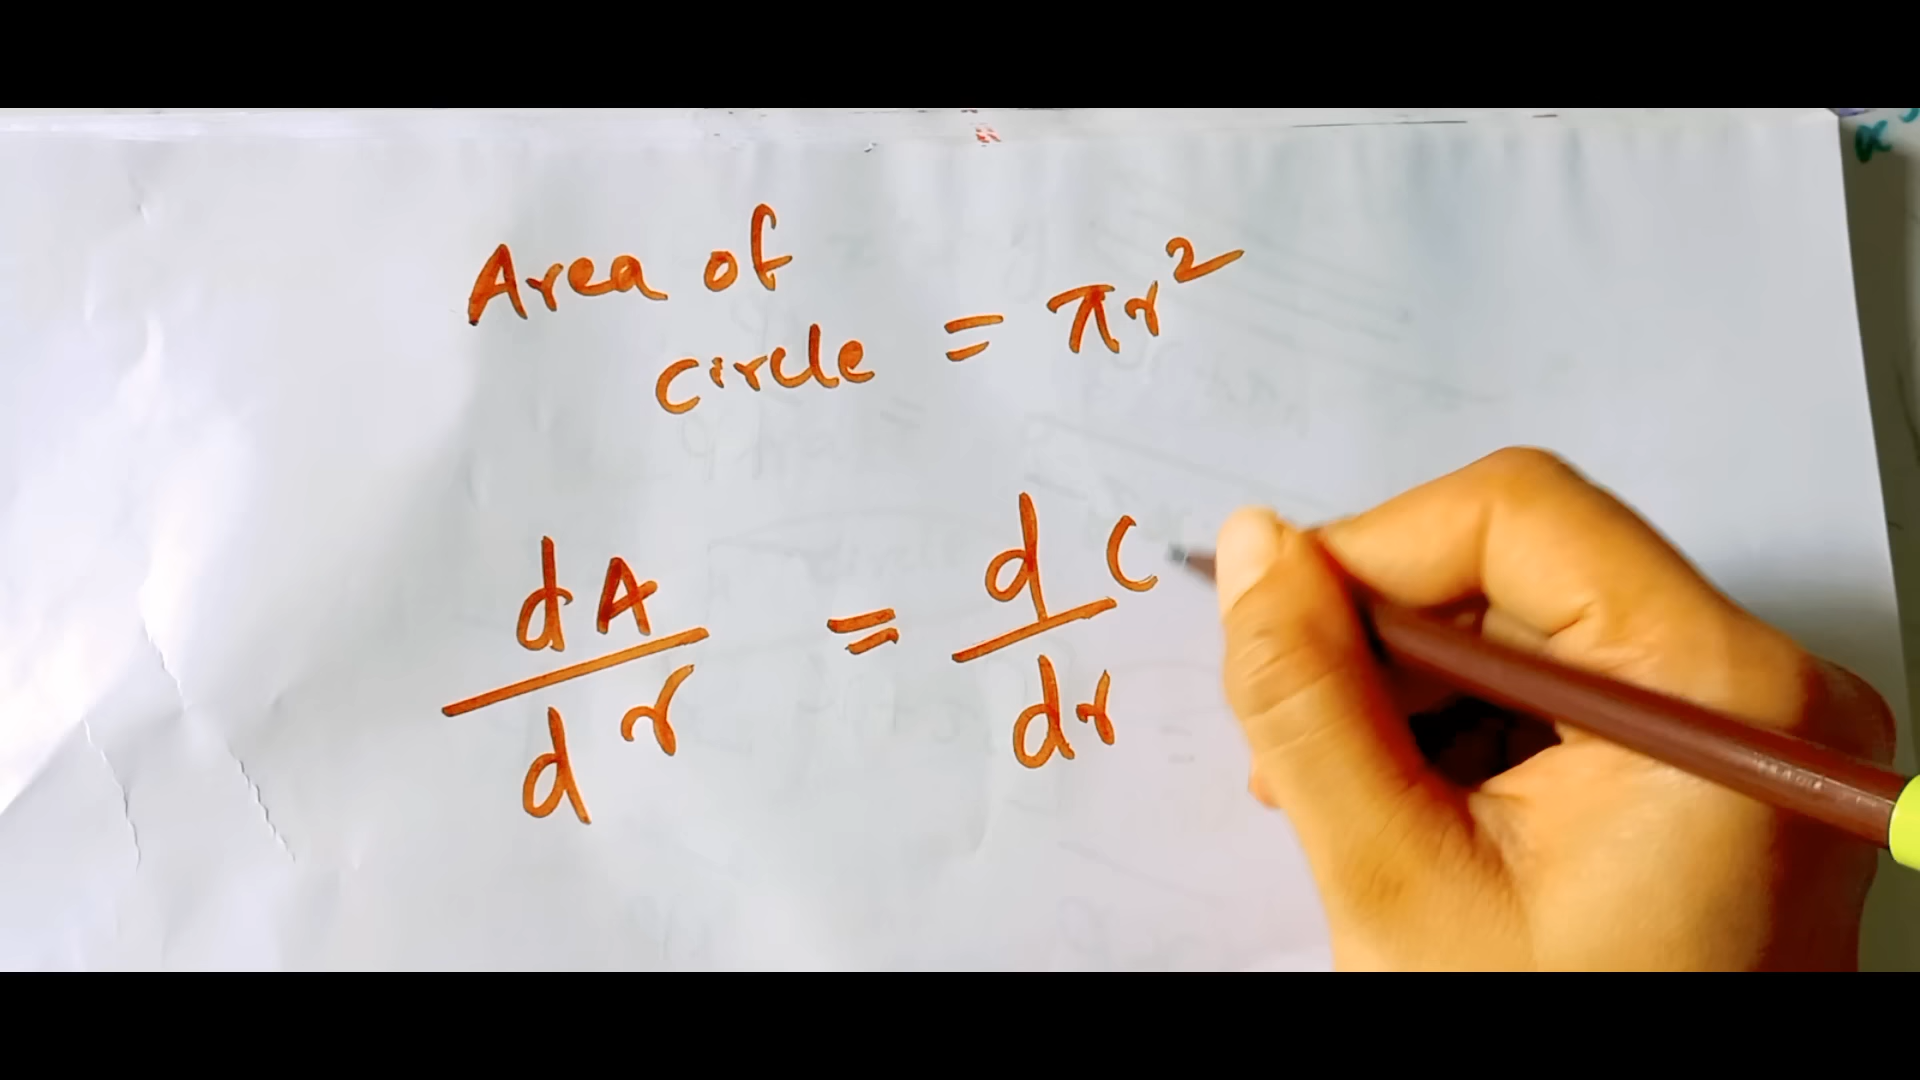 Area of
circle = πr²
dA/dr = d/dr (